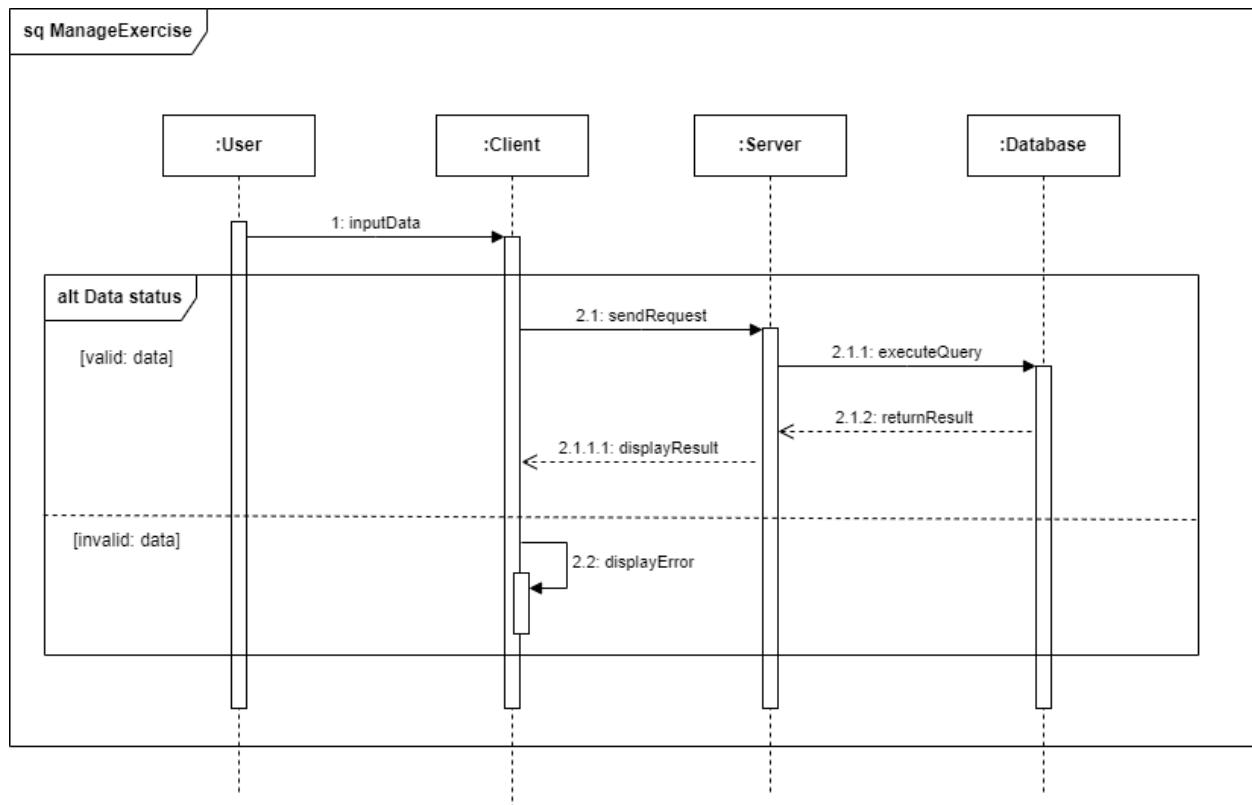 sq ManageExercise
:User
:Client
:Server
:Database
1: inputData
alt Data status
2.1: sendRequest
[valid: data]
2.1.1: executeQuery
2.1.2: returnResult
2.1.1.1: displayResult
[invalid: data]
2.2: displayError